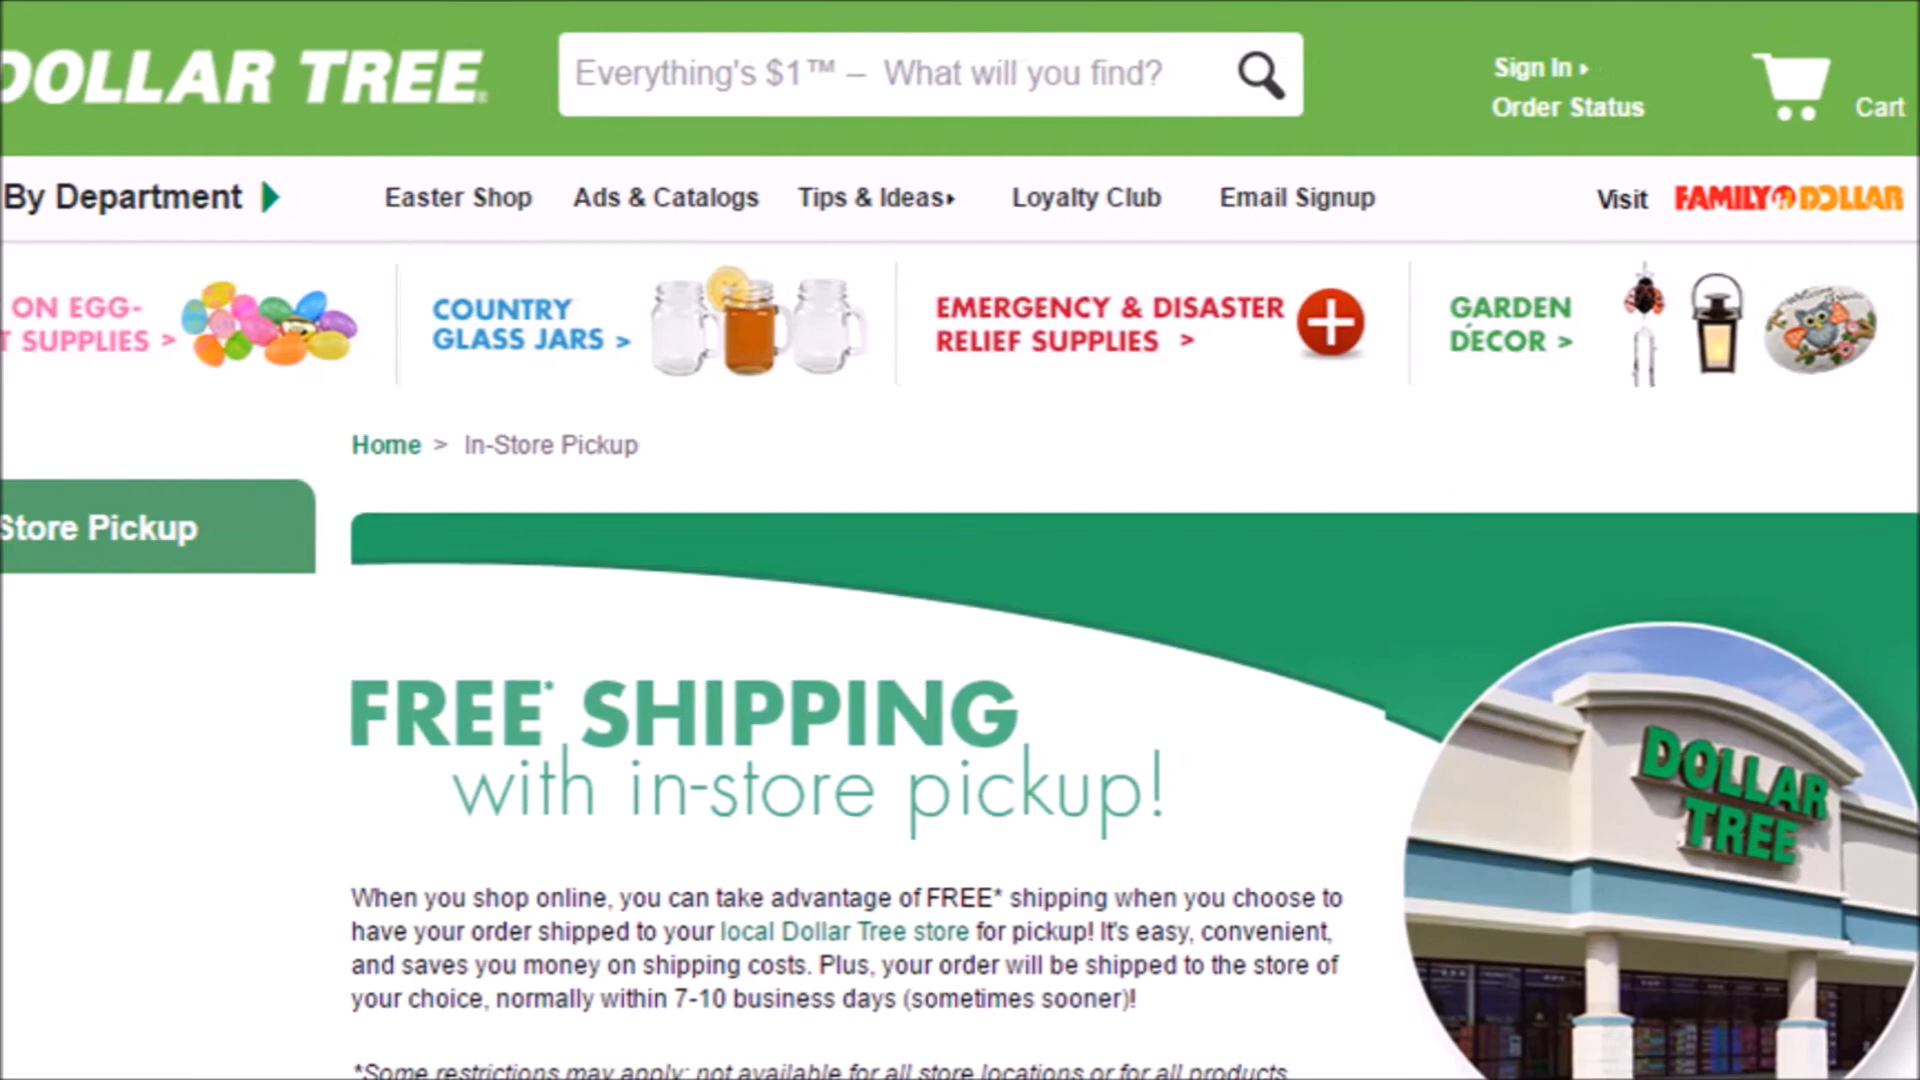 DOLLAR TREE
Everything's $1™ – What will you find?
Sign In
Order Status
Cart
By Department
Easter Shop
Ads & Catalogs
Tips & Ideas
Loyalty Club
Email Signup
Visit FAMILY DOLLAR
ON EGG-
T SUPPLIES >
COUNTRY
GLASS JARS >
EMERGENCY & DISASTER
RELIEF SUPPLIES >
GARDEN
DÉCOR >
Home > In-Store Pickup
Store Pickup
FREE* SHIPPING
with in-store pickup!
DOLLAR
TREE
When you shop online, you can take advantage of FREE* shipping when you choose to
have your order shipped to your local Dollar Tree store for pickup! It's easy, convenient,
and saves you money on shipping costs. Plus, your order will be shipped to the store of
your choice, normally within 7-10 business days (sometimes sooner)!
*Some restrictions may apply; not available for all store locations or for all products